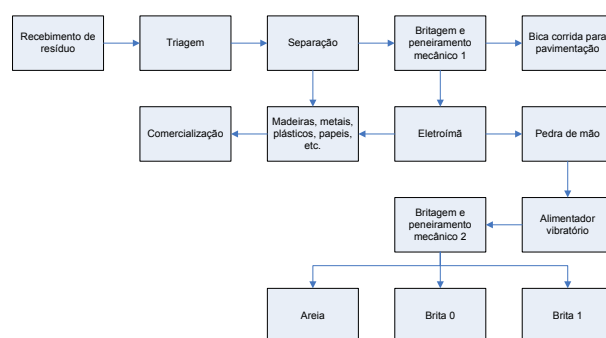 Recebimento de
resíduo
Triagem
Separação
Britagem e
peneiramento
mecânico 1
Bica corrida para
pavimentação
Comercialização
Madeiras, metais,
plásticos, papeis,
etc.
Eletroímã
Pedra de mão
Britagem e
peneiramento
mecânico 2
Alimentador
vibratório
Areia
Brita 0
Brita 1